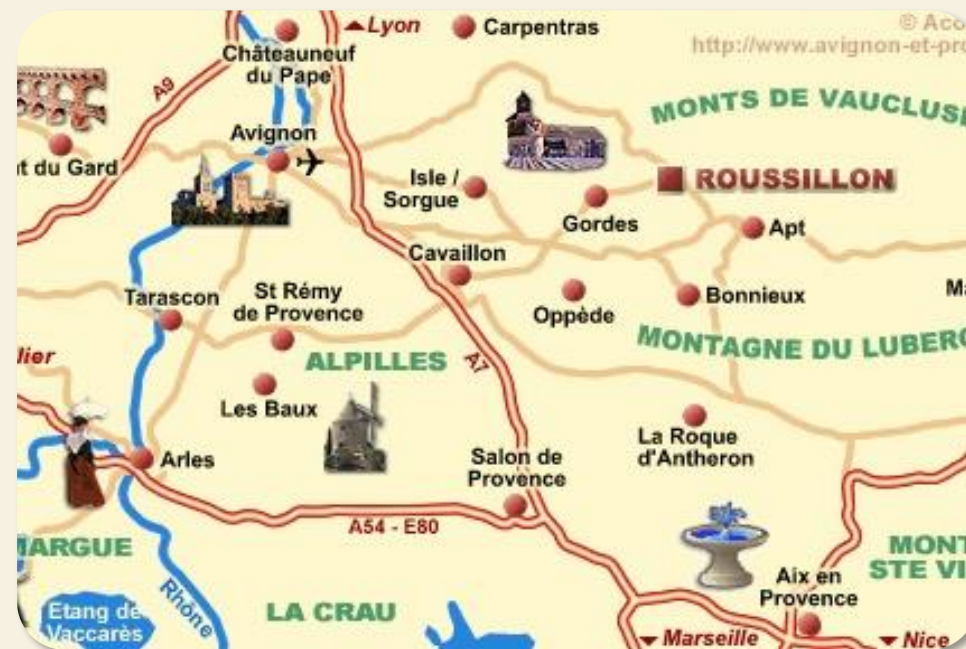 Lyon
Carpentras
© Aco
http://www.avignon-et-pro
Châteauneuf
du Pape
A9
MONTS DE VAUCLUSE
Avignon
t du Gard
Isle /
Sorgue
ROUSSILLON
Gordes
Apt
Cavaillon
Tarascon
St Rémy
de Provence
Oppède
Bonnieux
Ma
MONTAGNE DU LUBERO
lier
ALPILLES
A7
Les Baux
La Roque
d'Antheron
Arles
Salon de
Provence
A54 - E80
MARGUE
MONT
STE VI
Aix en
Provence
Rhône
Etang de
Vaccarès
LA CRAU
Marseille
Nice